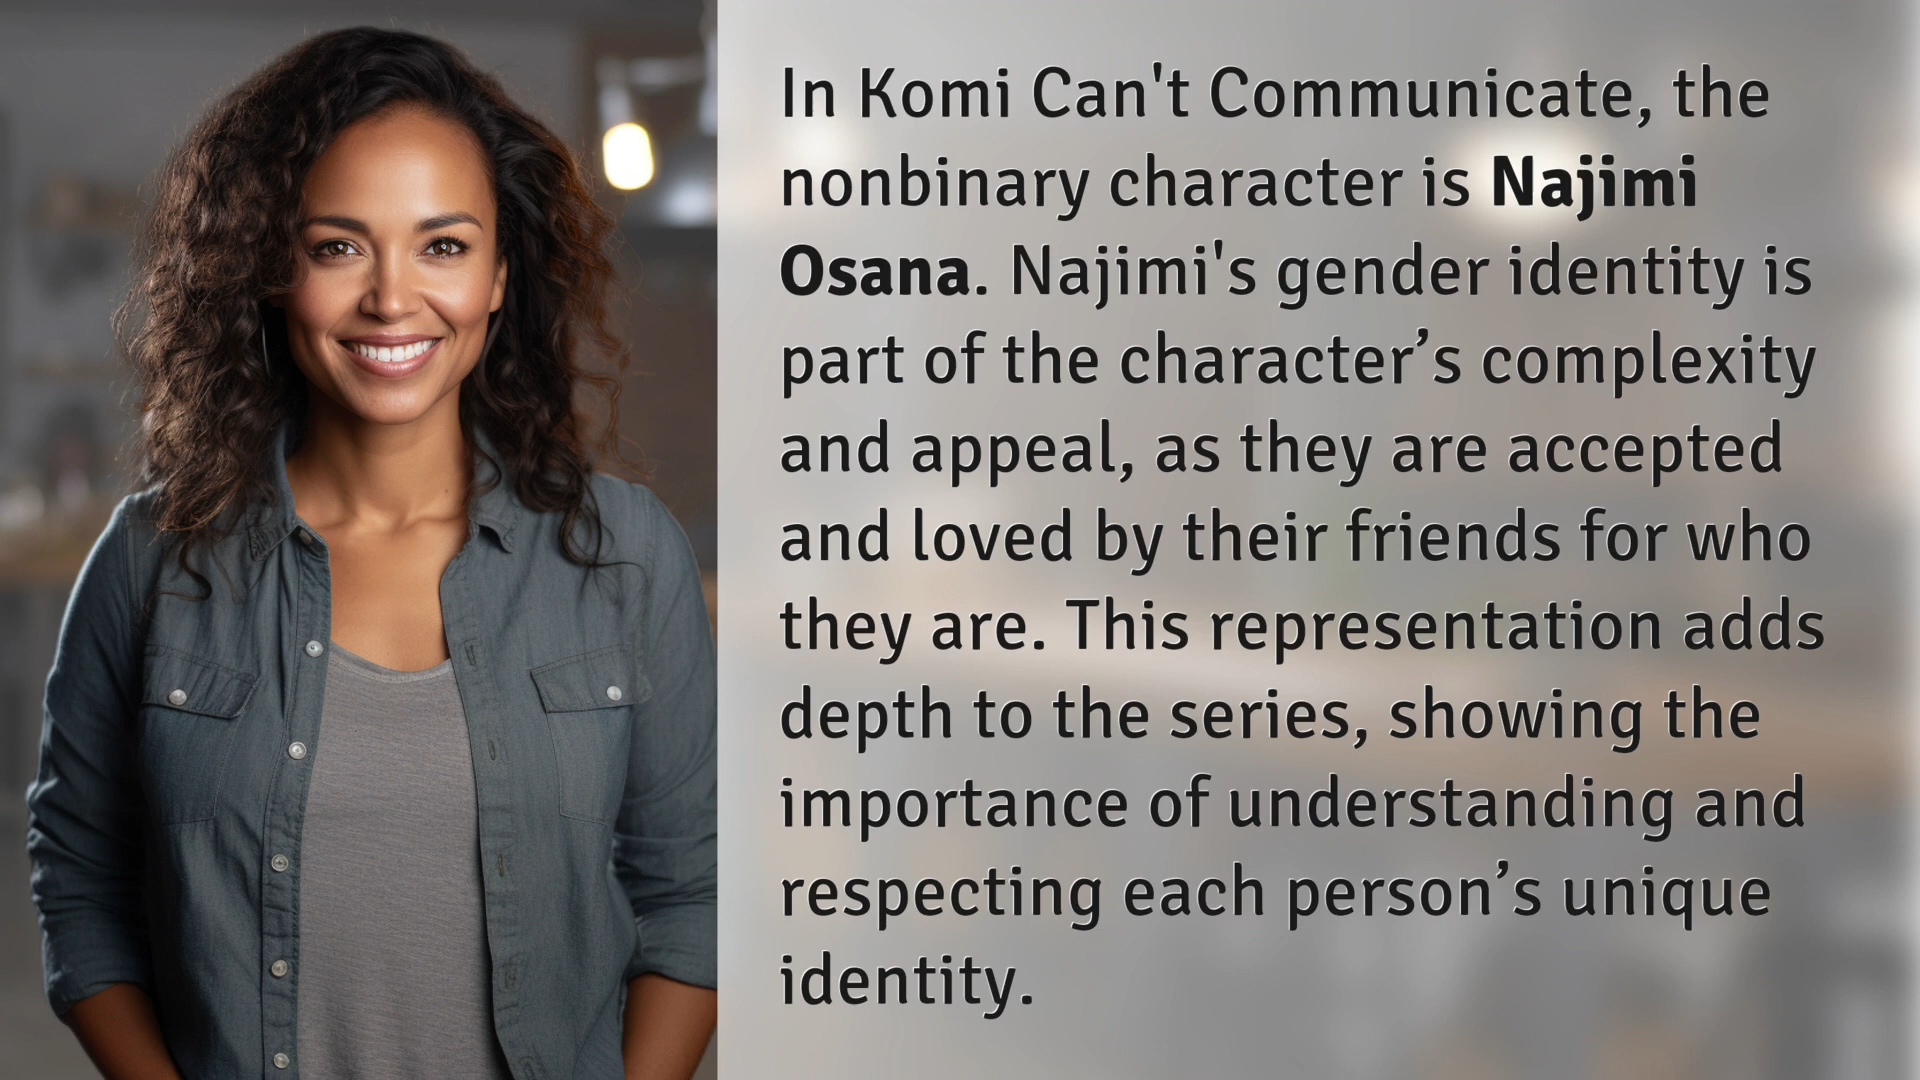 In Komi Can't Communicate, the
nonbinary character is Najimi
Osana. Najimi's gender identity is
part of the character’s complexity
and appeal, as they are accepted
and loved by their friends for who
they are. This representation adds
depth to the series, showing the
importance of understanding and
respecting each person’s unique
identity.